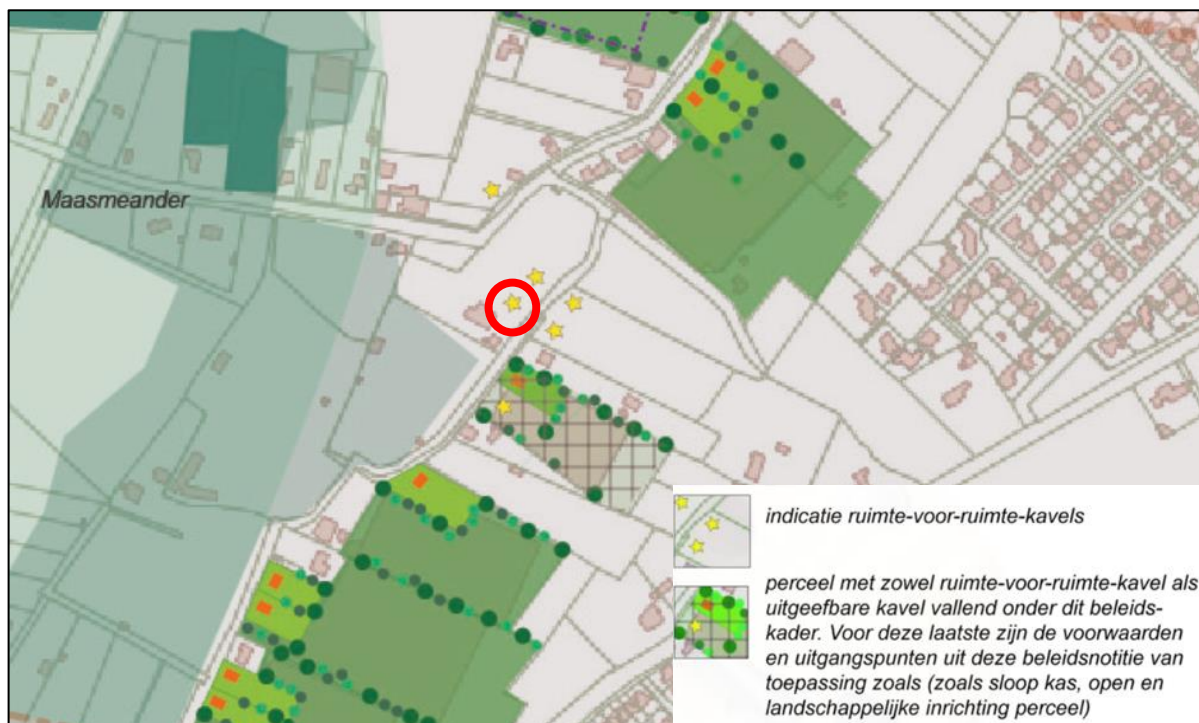 Maasmeander
indicatie ruimte-voor-ruimte-kavels
perceel met zowel ruimte-voor-ruimte-kavel als
uitgeefbare kavel vallend onder dit beleids-
kader. Voor deze laatste zijn de voorwaarden
en uitgangspunten uit deze beleidsnotitie van
toepassing zoals (zoals sloop kas, open en
landschappelijke inrichting perceel)